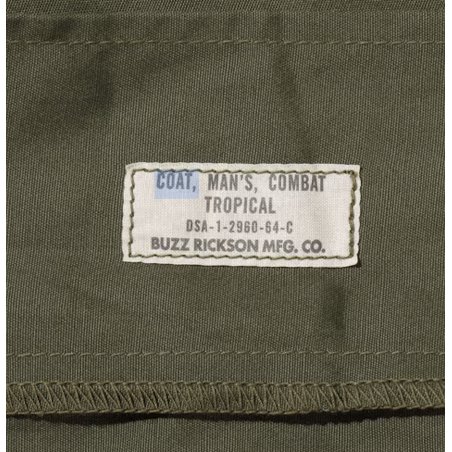 COAT, MAN'S, COMBAT
TROPICAL
DSA-1-2960-64-C
BUZZ RICKSON MFG. CO.